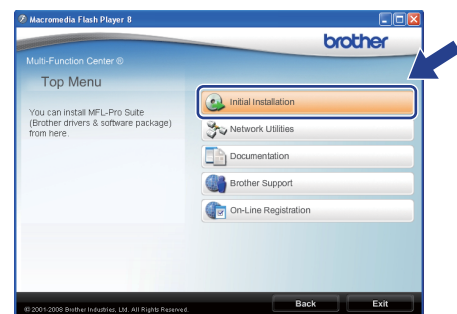 Macromedia Flash Player 8
brother
Multi-Function Center ®
Top Menu
You can install MFL-Pro Suite
(Brother drivers & software package)
from here.
Initial Installation
Network Utilities
Documentation
Brother Support
On-Line Registration
© 2001-2008 Brother Industries, Ltd. All Rights Reserved.
Back
Exit